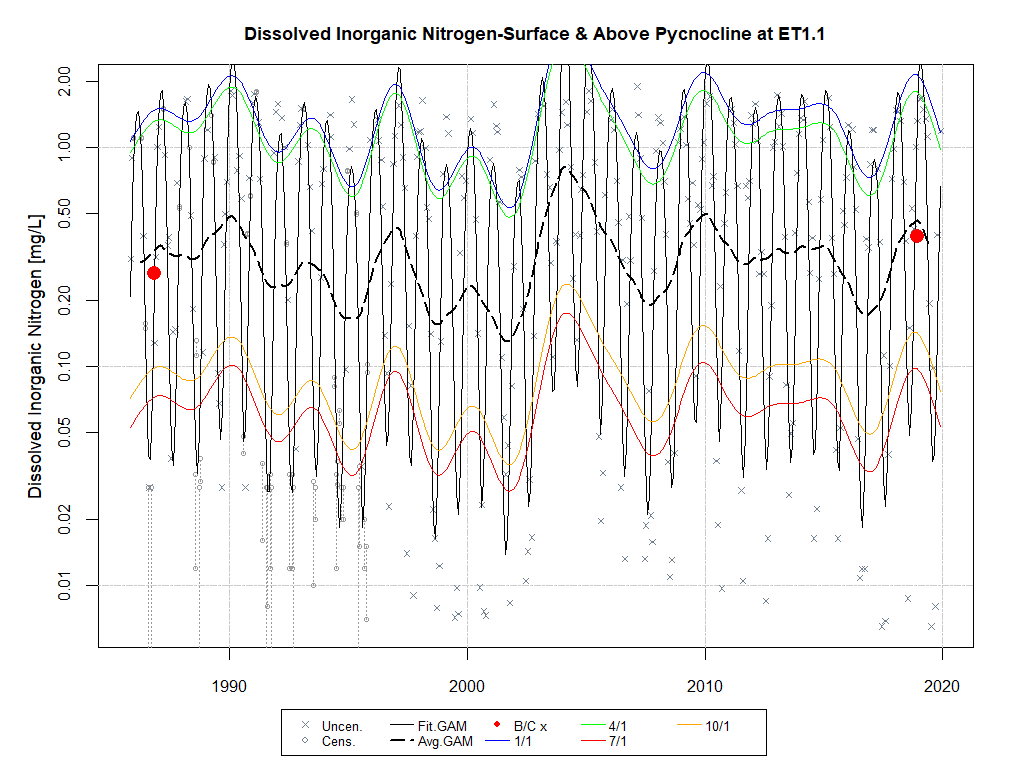 Dissolved Inorganic Nitrogen-Surface & Above Pycnocline at ET1.1
Dissolved Inorganic Nitrogen [mg/L]
2.00
1.00
0.50
0.20
0.10
0.05
0.02
0.01
1990 2000 2010 2020
Uncen. Fit.GAM B/C x 4/1 10/1
Cens. Avg.GAM 1/1 7/1